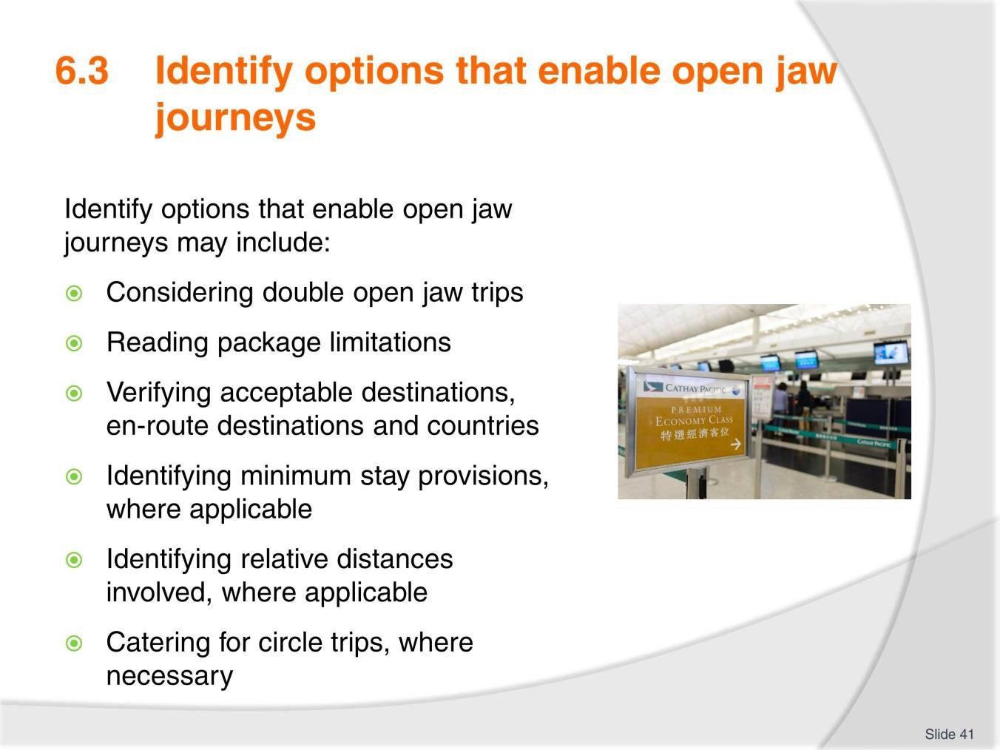 6.3 Identify options that enable open jaw
journeys
Identify options that enable open jaw
journeys may include:
Considering double open jaw trips
Reading package limitations
Verifying acceptable destinations,
en-route destinations and countries
Identifying minimum stay provisions,
where applicable
Identifying relative distances
involved, where applicable
Catering for circle trips, where
necessary
CATHAY PACIFIC
PREMIUM
ECONOMY CLASS
特選經濟客位
CATHAY PACIFIC
Slide 41